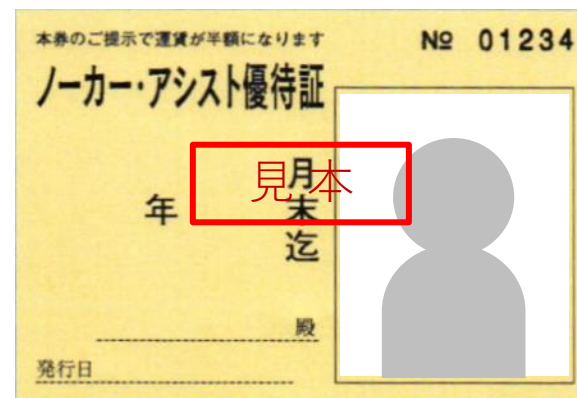 本券のご提示で運賃が半額になります
№ 01234
ノーカー・アシスト優待証
見本
年 月末迄
殿
発行日